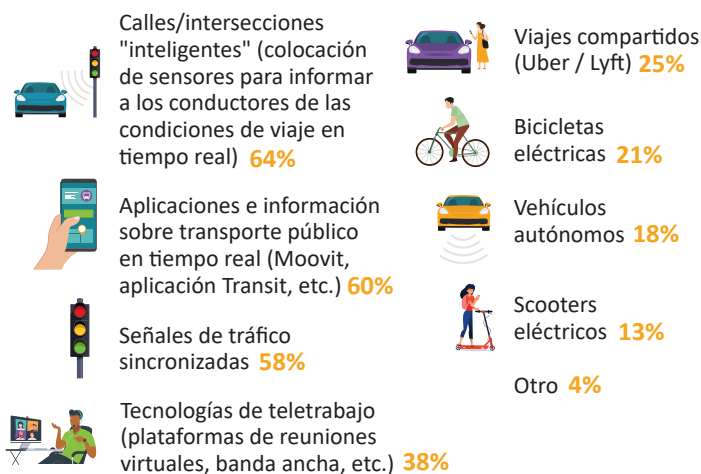 Calles/intersecciones
"inteligentes" (colocación
de sensores para informar
a los conductores de las
condiciones de viaje en
tiempo real) 64%
Aplicaciones e información
sobre transporte público
en tiempo real (Moovit,
aplicación Transit, etc.) 60%
Señales de tráfico
sincronizadas 58%
Tecnologías de teletrabajo
(plataformas de reuniones
virtuales, banda ancha, etc.) 38%
Viajes compartidos
(Uber / Lyft) 25%
Bicicletas
eléctricas 21%
Vehículos
autónomos 18%
Scooters
eléctricos 13%
Otro 4%